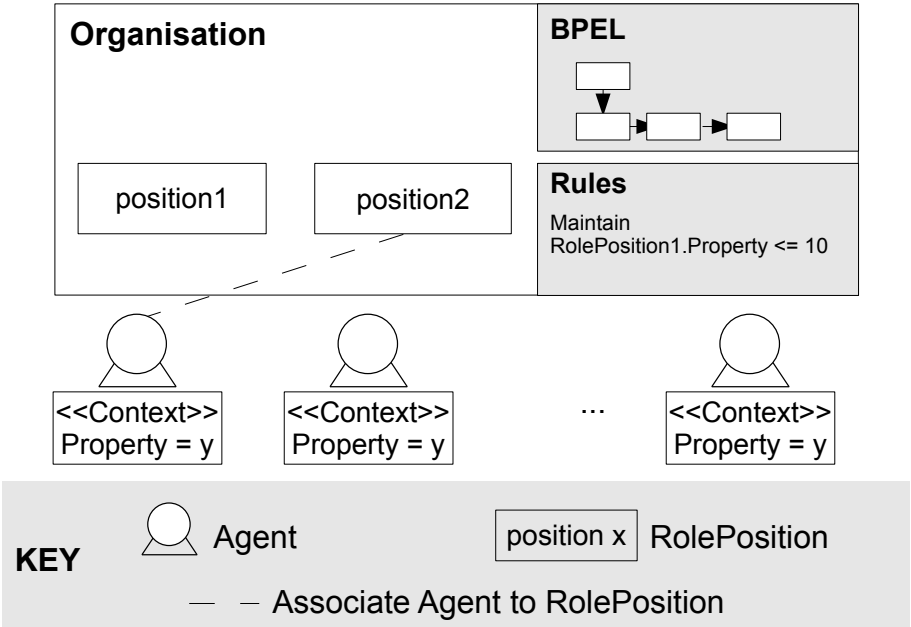 Organisation
BPEL
position1
position2
Rules
Maintain
RolePosition1.Property <= 10
<<Context>>
Property = y
<<Context>>
Property = y
...
<<Context>>
Property = y
KEY
Agent
position x
RolePosition
Associate Agent to RolePosition